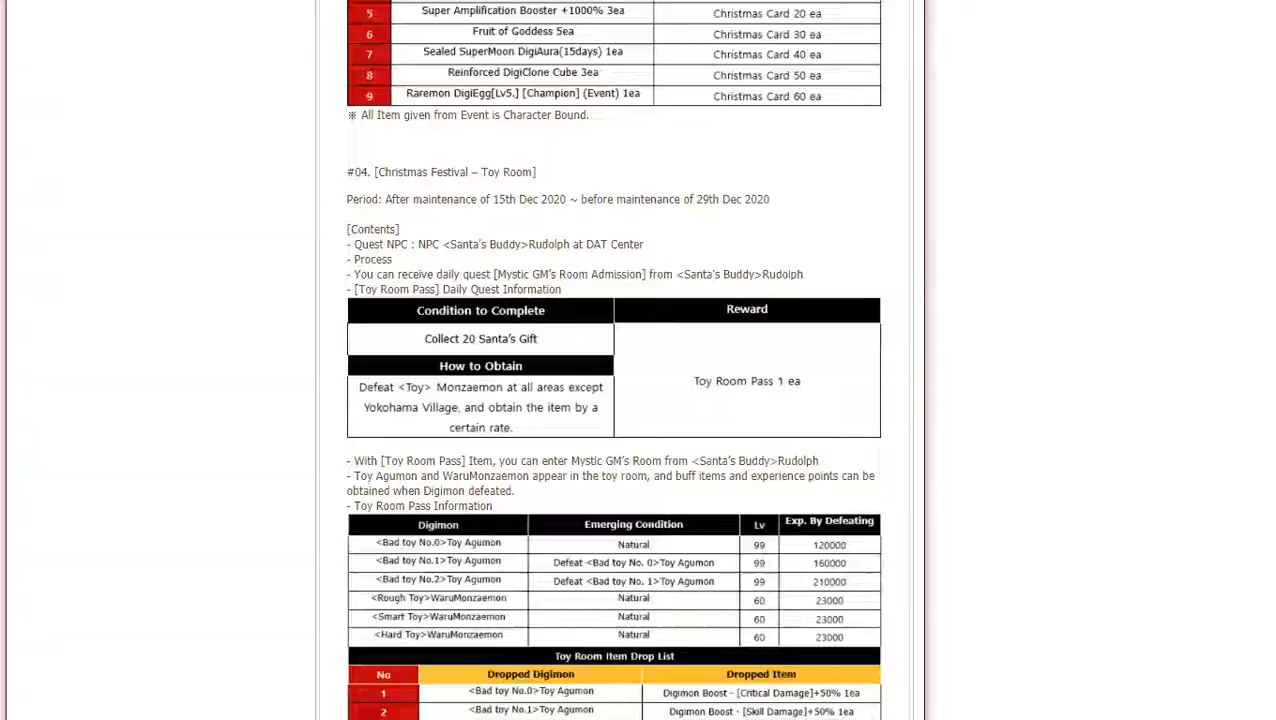 5 Super Amplification Booster +1000% 3ea Christmas Card 20 ea
6 Fruit of Goddess 5ea Christmas Card 30 ea
7 Sealed SuperMoon DigiAura(15days) 1ea Christmas Card 40 ea
8 Reinforced DigiClone Cube 3ea Christmas Card 50 ea
9 Raremon DigiEgg[Lv5.] [Champion] (Event) 1ea Christmas Card 60 ea
※ All Item given from Event is Character Bound.
#04. [Christmas Festival – Toy Room]
Period: After maintenance of 15th Dec 2020 ~ before maintenance of 29th Dec 2020
[Contents]
- Quest NPC : NPC <Santa's Buddy>Rudolph at DAT Center
- Process
- You can receive daily quest [Mystic GM's Room Admission] from <Santa's Buddy>Rudolph
- [Toy Room Pass] Daily Quest Information
Condition to Complete Reward
Collect 20 Santa's Gift
How to Obtain
Defeat <Toy> Monzaemon at all areas except
Toy Room Pass 1 ea
Yokohama Village, and obtain the item by a
certain rate.
- With [Toy Room Pass] Item, you can enter Mystic GM's Room from <Santa's Buddy>Rudolph
- Toy Agumon and WaruMonzaemon appear in the toy room, and buff items and experience points can be
obtained when Digimon defeated.
- Toy Room Pass Information
Digimon Emerging Condition Lv Exp. By Defeating
<Bad toy No.0>Toy Agumon Natural 99 120000
<Bad toy No.1>Toy Agumon Defeat <Bad toy No. 0>Toy Agumon 99 160000
<Bad toy No.2>Toy Agumon Defeat <Bad toy No. 1>Toy Agumon 99 210000
<Rough Toy>WaruMonzaemon Natural 60 23000
<Smart Toy>WaruMonzaemon Natural 60 23000
<Hard Toy>WaruMonzaemon Natural 60 23000
Toy Room Item Drop List
No Dropped Digimon Dropped Item
1 <Bad toy No.0>Toy Agumon Digimon Boost - [Critical Damage]+50% 1ea
2 <Bad toy No.1>Toy Agumon Digimon Boost - [Skill Damage]+50% 1ea